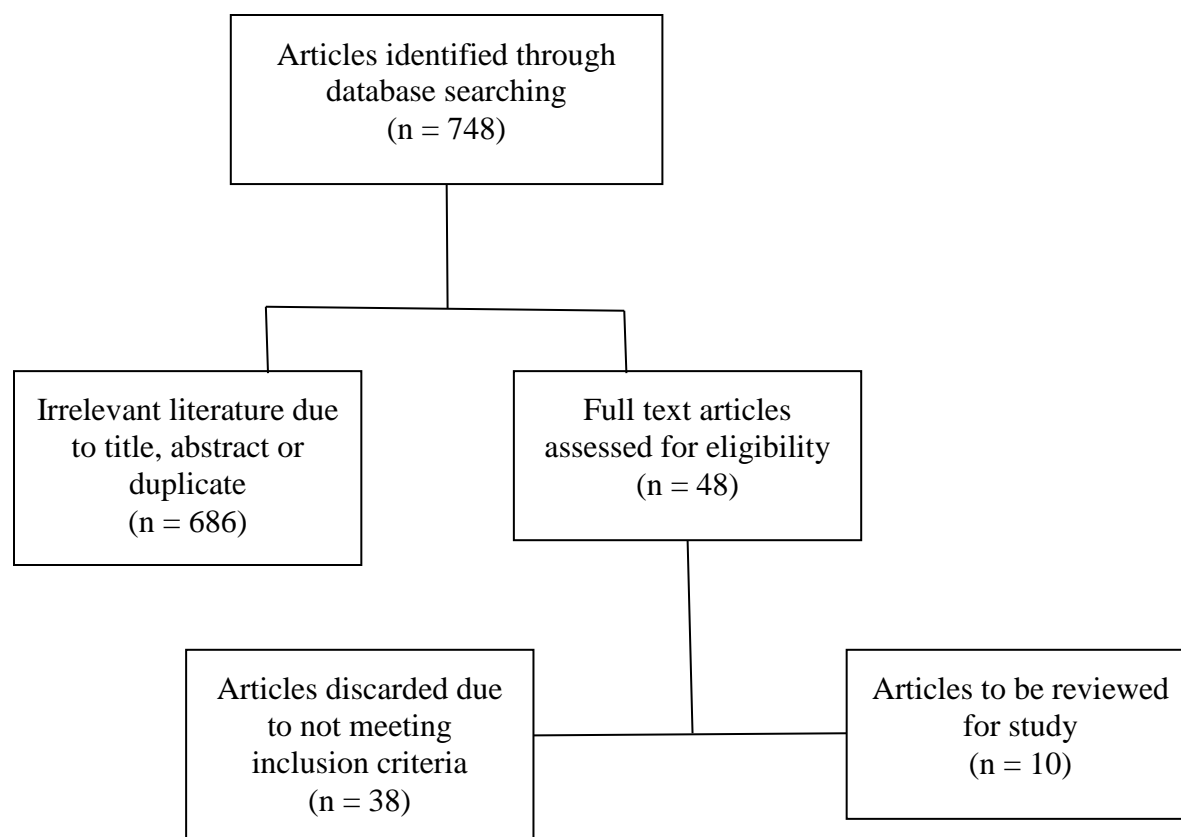 Articles identified through
database searching
(n = 748)
Irrelevant literature due
to title, abstract or
duplicate
(n = 686)
Full text articles
assessed for eligibility
(n = 48)
Articles discarded due
to not meeting
inclusion criteria
(n = 38)
Articles to be reviewed
for study
(n = 10)